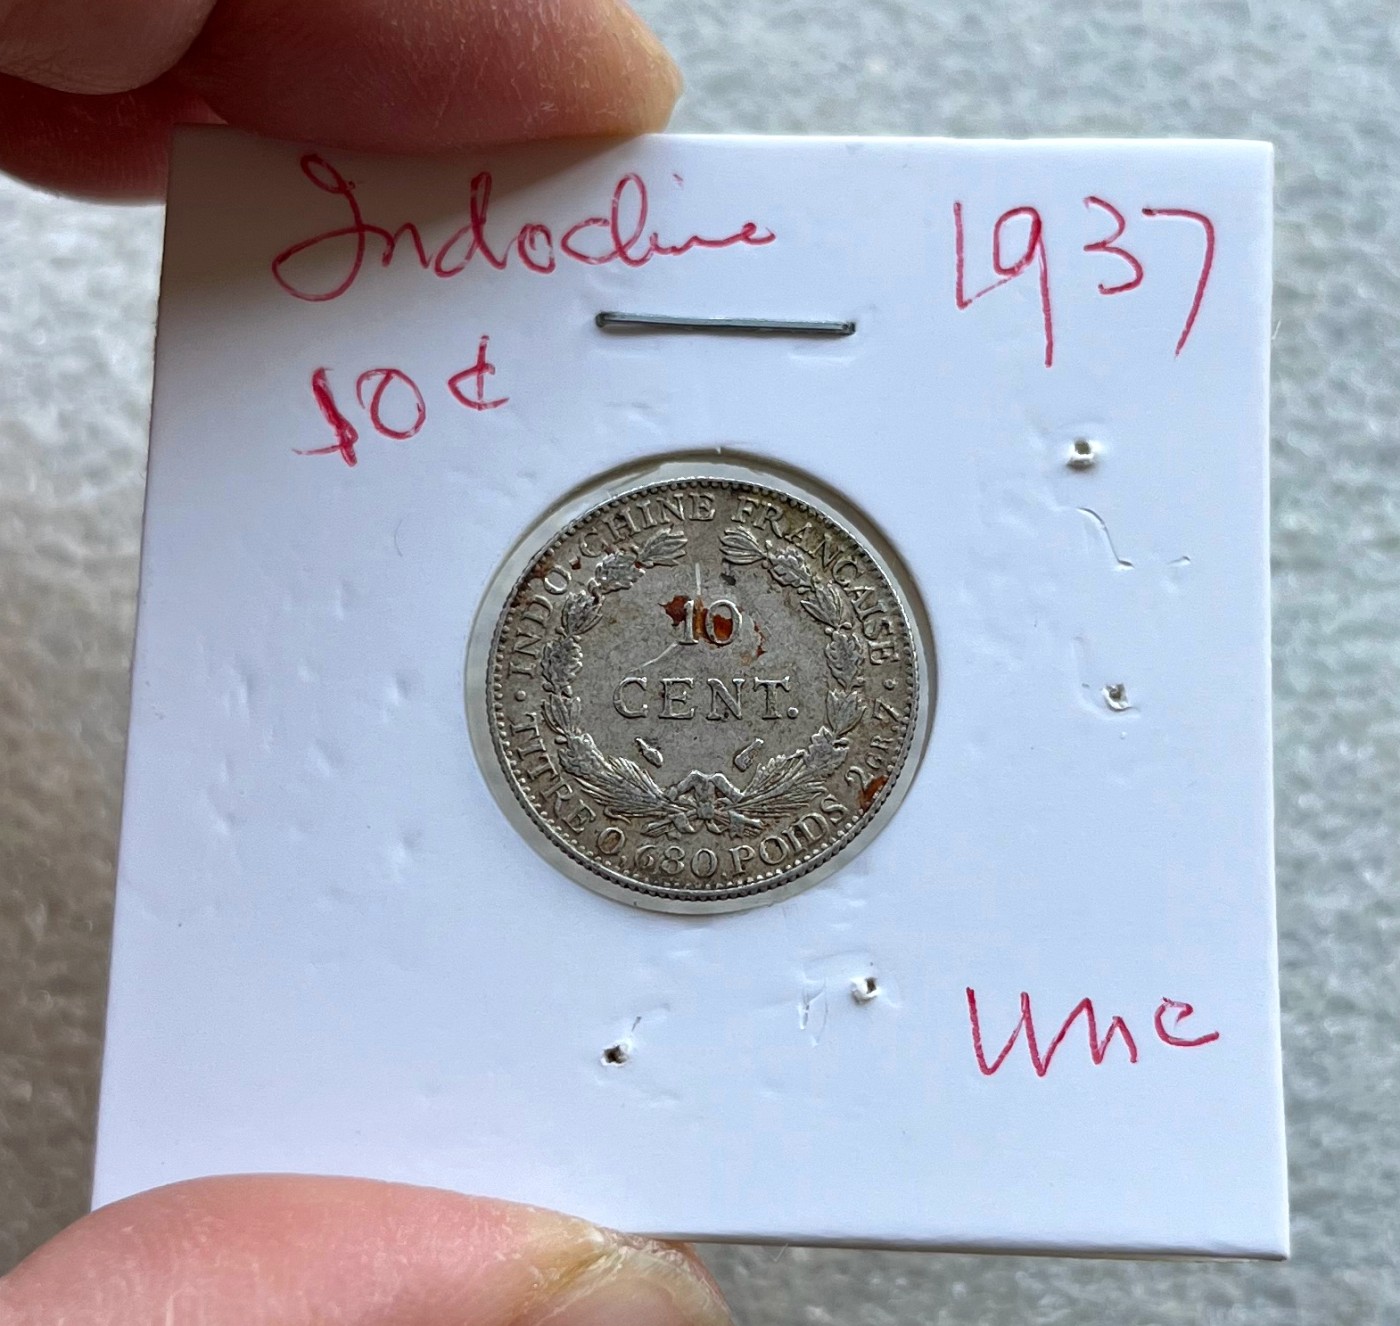 Indochine 1937
10¢
INDO-CHINE FRANCAISE
10
CENT.
TITRE 0,680. POIDS 2GR.7
Unc